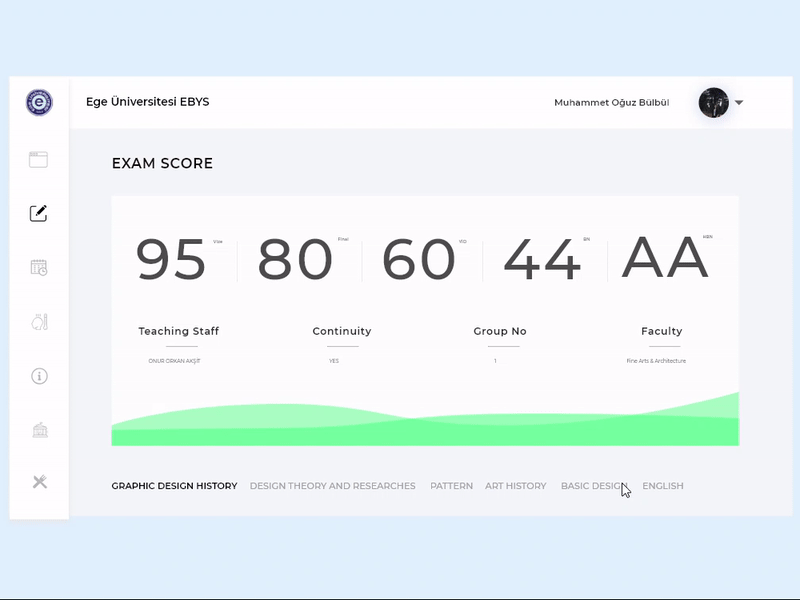 Ege Üniversitesi EBYS
Muhammet Oğuz Bülbül
EXAM SCORE
95 Vize 80 Final 60 YYO 44 BN AA HBN
Teaching Staff Continuity Group No Faculty
ONUR ORKAN AKŞİT YES 1 Fine Arts & Architecture
GRAPHIC DESIGN HISTORY DESIGN THEORY AND RESEARCHES PATTERN ART HISTORY BASIC DESIGN ENGLISH